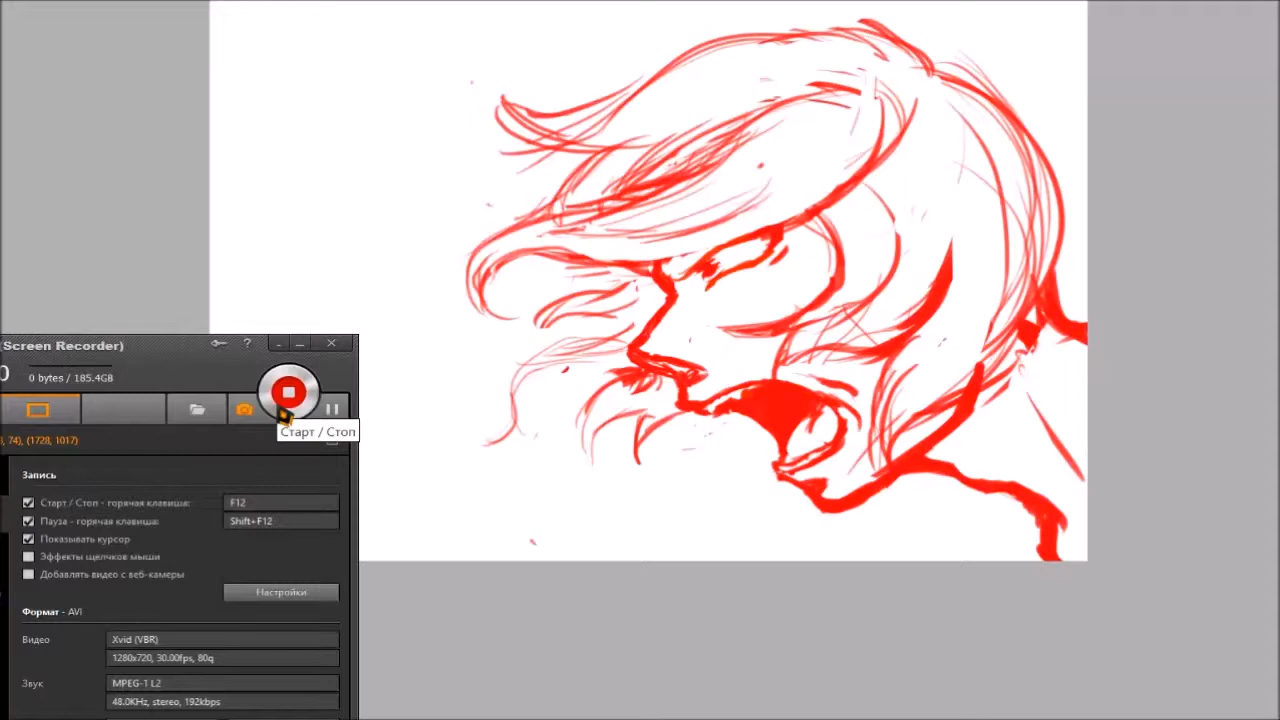 (Screen Recorder)
?
0
0 bytes / 185.4GB
Старт / Стоп
, 74), (1728, 1017)
Запись
Старт / Стоп - горячая клавиша: F12
Пауза - горячая клавиша: Shift+F12
Показывать курсор
Эффекты щелчков мыши
Добавлять видео с веб-камеры
Настройки
Формат - AVI
Видео Xvid (VBR)
1280x720, 30.00fps, 80q
Звук MPEG-1 L2
48.0KHz, stereo, 192kbps